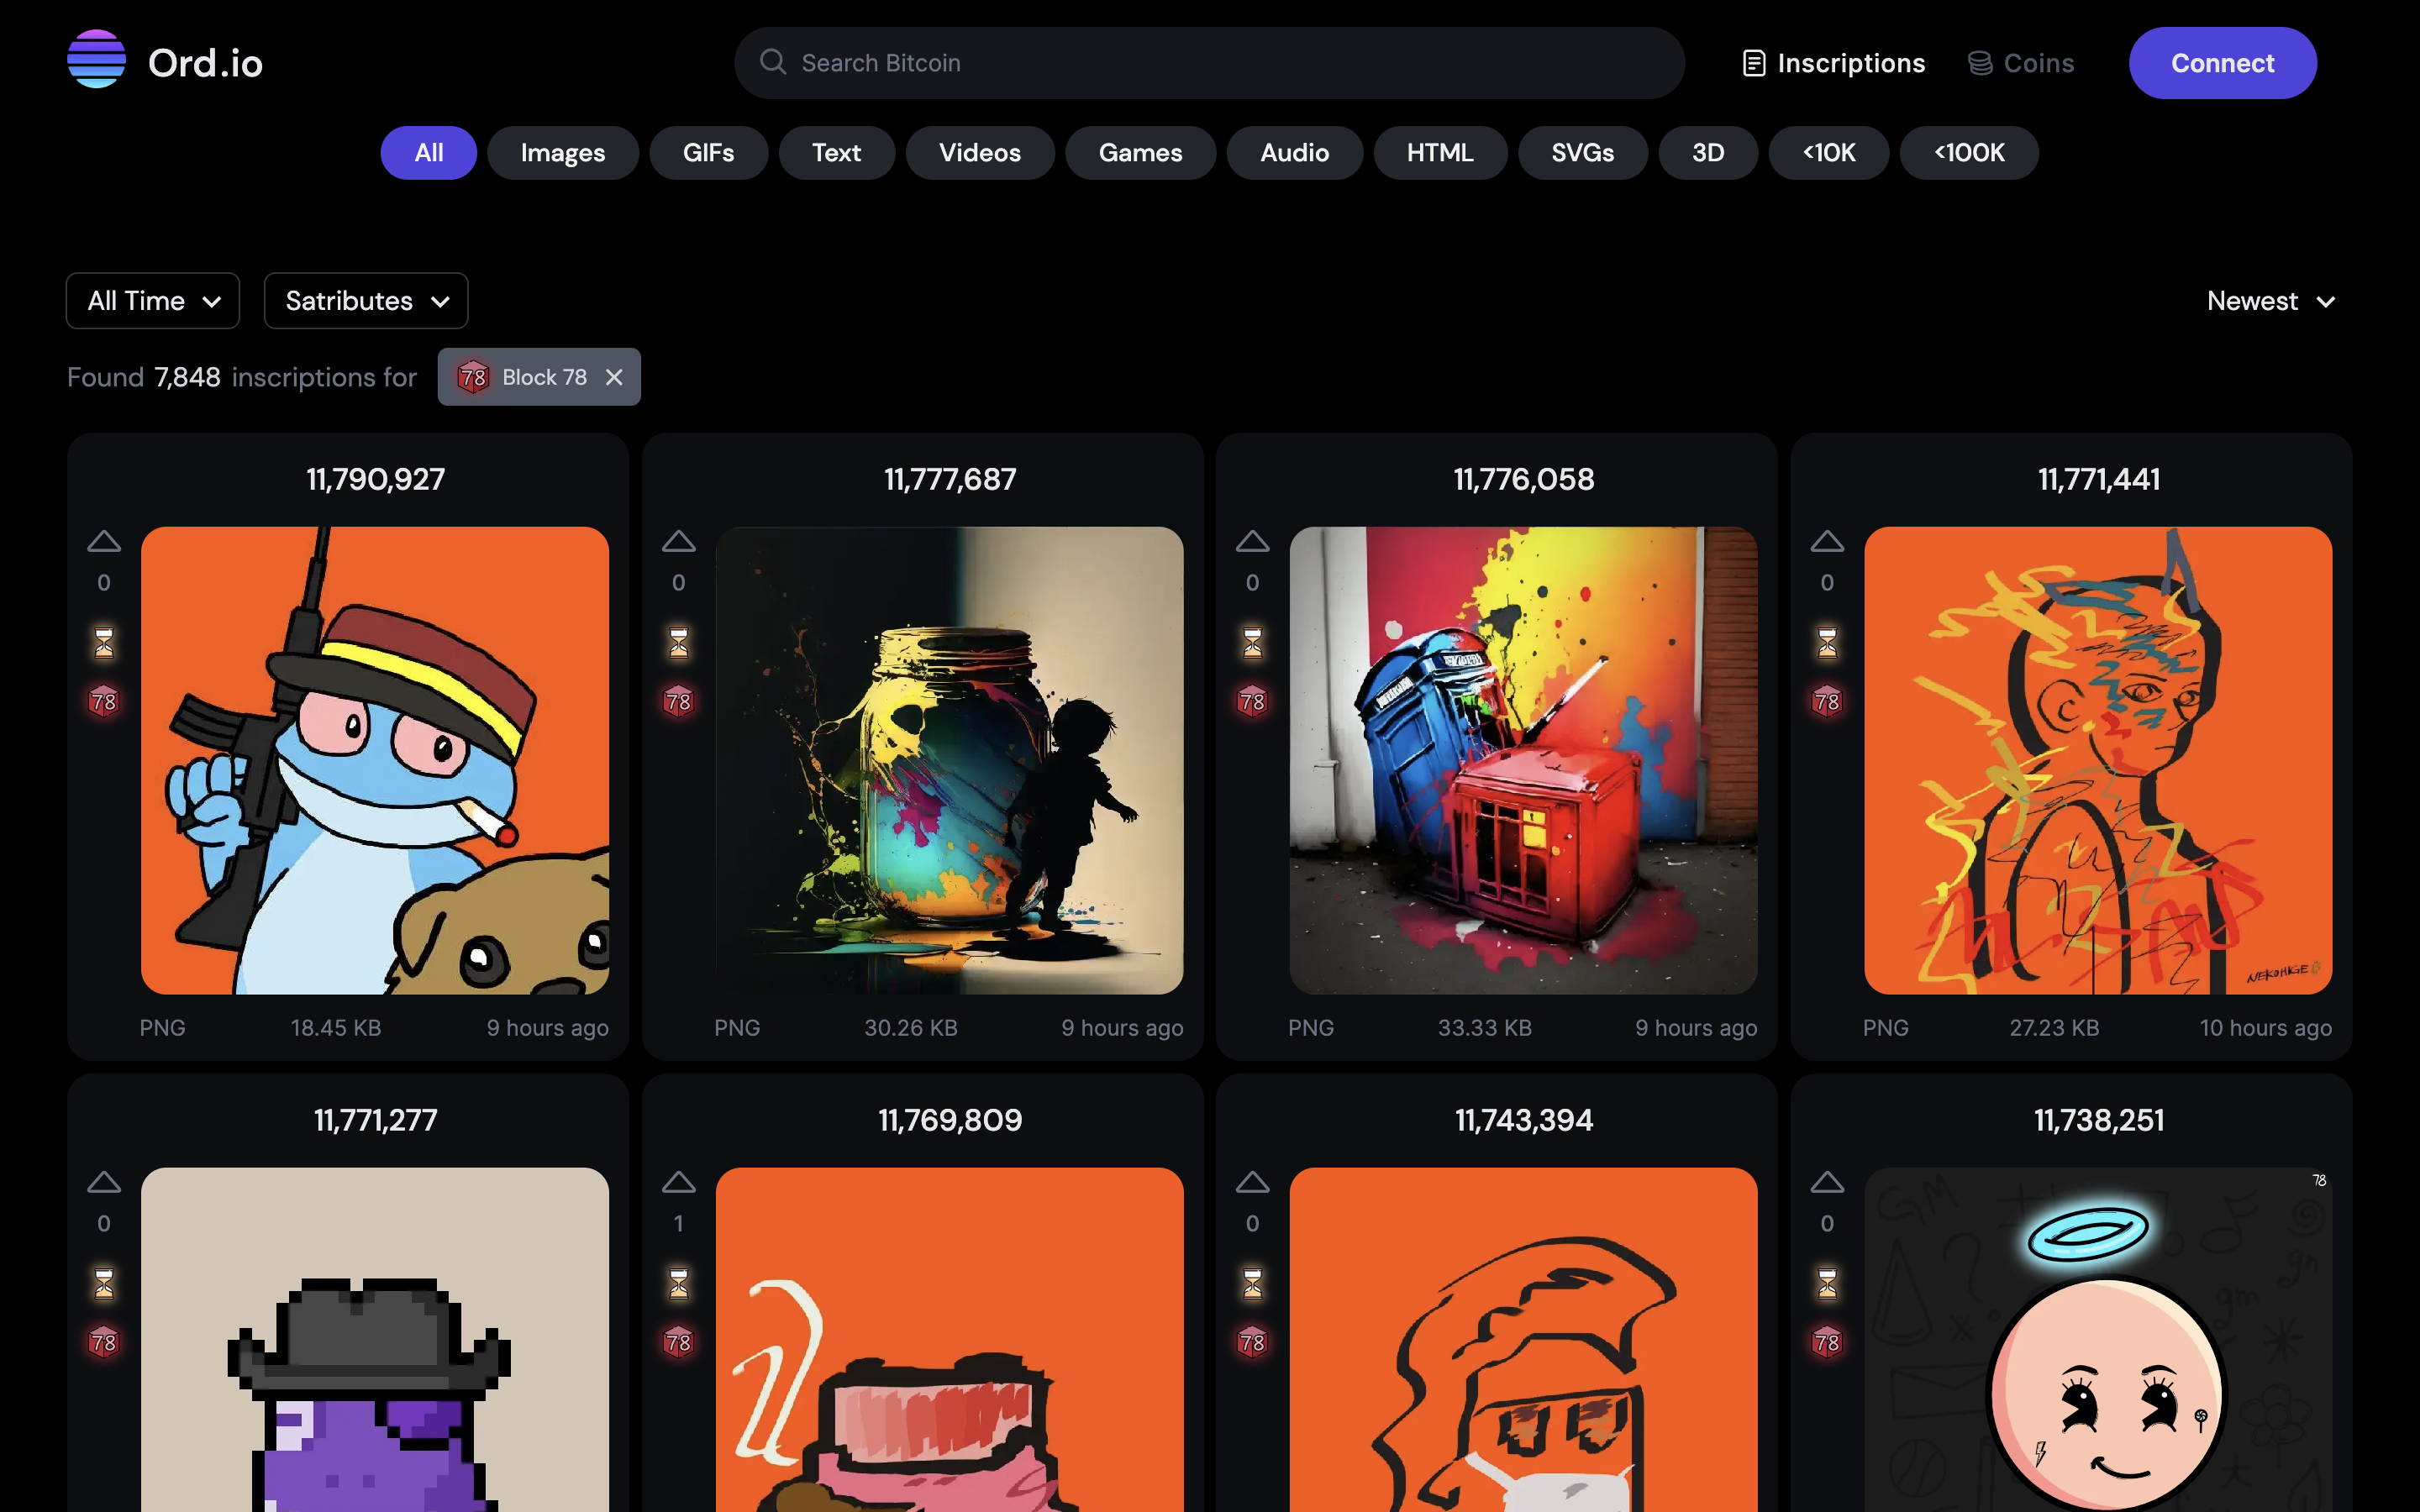 Ord.io
Search Bitcoin
Inscriptions
Coins
Connect
All
Images
GIFs
Text
Videos
Games
Audio
HTML
SVGs
3D
<10K
<100K
All Time
Satributes
Newest
Found 7,848 inscriptions for
78 Block 78
11,790,927
11,777,687
11,776,058
11,771,441
0
78
0
78
0
78
0
78
NEKOHIGE
PNG 18.45 KB 9 hours ago
PNG 30.26 KB 9 hours ago
PNG 33.33 KB 9 hours ago
PNG 27.23 KB 10 hours ago
11,771,277
11,769,809
11,743,394
11,738,251
0
78
1
78
0
78
0
78
78
GM
gn
gm